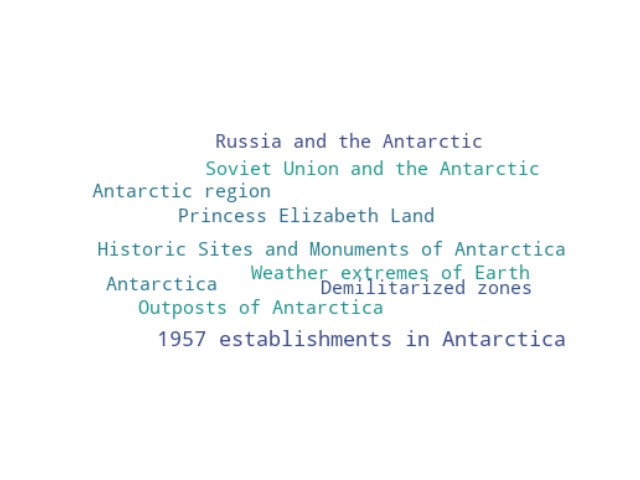 Russia and the Antarctic
Soviet Union and the Antarctic
Antarctic region
Princess Elizabeth Land
Historic Sites and Monuments of Antarctica
Weather extremes of Earth
Antarctica
Demilitarized zones
Outposts of Antarctica
1957 establishments in Antarctica